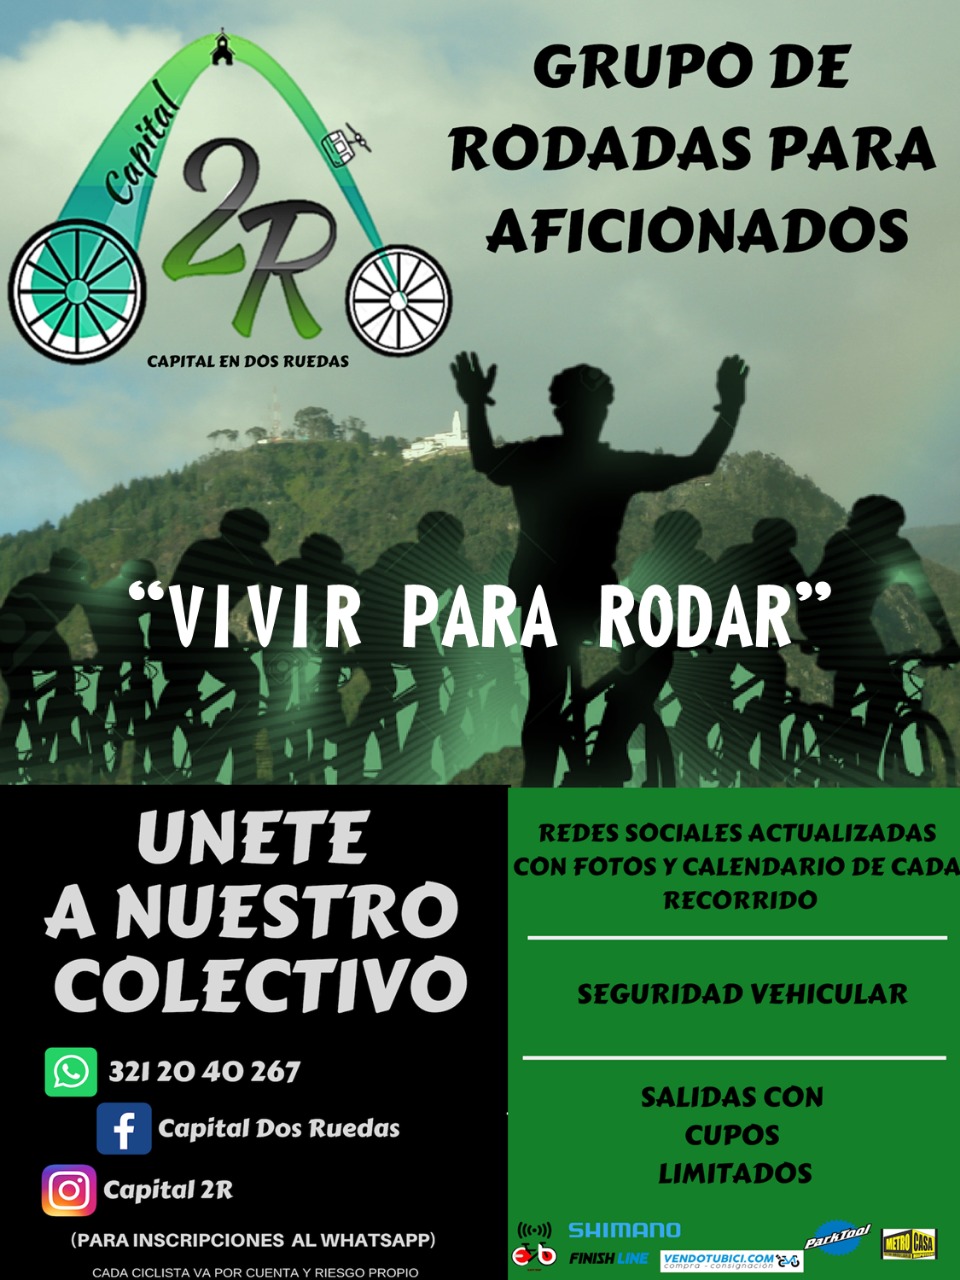 GRUPO DE
RODADAS PARA
AFICIONADOS
Capital
2R
CAPITAL EN DOS RUEDAS
“VIVIR PARA RODAR”
UNETE
A NUESTRO
COLECTIVO
321 20 40 267
Capital Dos Ruedas
Capital 2R
(PARA INSCRIPCIONES AL WHATSAPP)
CADA CICLISTA VA POR CUENTA Y RIESGO PROPIO
REDES SOCIALES ACTUALIZADAS
CON FOTOS Y CALENDARIO DE CADA
RECORRIDO
SEGURIDAD VEHICULAR
SALIDAS CON
CUPOS
LIMITADOS
SHIMANO
FINISH LINE
VENDOTUBICI.COM
compra - consignación
ParkTool
METRO CASA